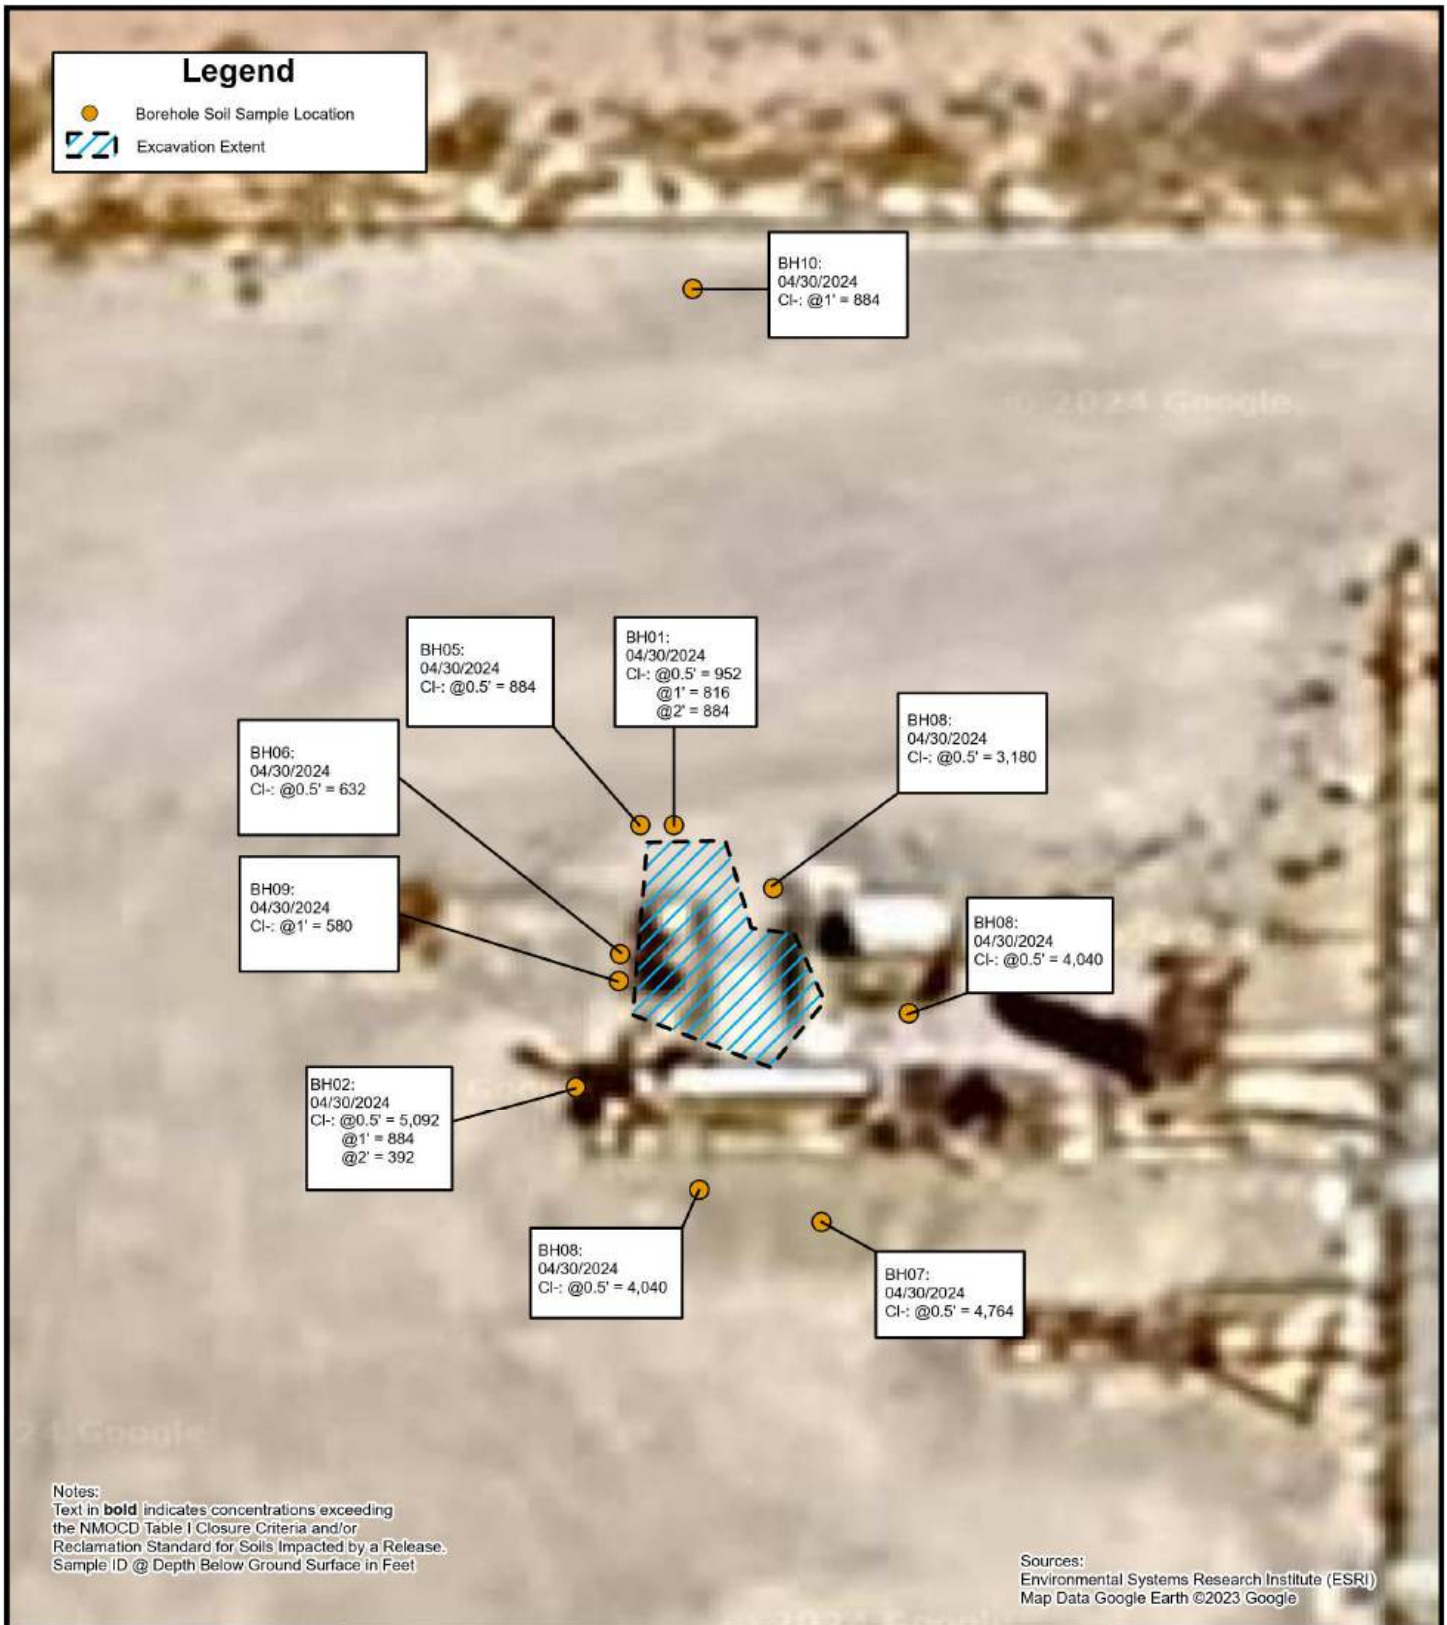 Legend
Borehole Soil Sample Location
Excavation Extent
BH10:
04/30/2024
Cl-: @1' = 884
© 2024 Google
BH05:
04/30/2024
Cl-: @0.5' = 884
BH01:
04/30/2024
Cl-: @0.5' = 952
@1' = 816
@2' = 884
BH08:
04/30/2024
Cl-: @0.5' = 3,180
BH06:
04/30/2024
Cl-: @0.5' = 632
BH09:
04/30/2024
Cl-: @1' = 580
BH08:
04/30/2024
Cl-: @0.5' = 4,040
BH02:
04/30/2024
Cl-: @0.5' = 5,092
@1' = 884
@2' = 392
BH08:
04/30/2024
Cl-: @0.5' = 4,040
BH07:
04/30/2024
Cl-: @0.5' = 4,764
24 Google
Notes:
Text in bold indicates concentrations exceeding
the NMOCD Table I Closure Criteria and/or
Reclamation Standard for Soils Impacted by a Release.
Sample ID @ Depth Below Ground Surface in Feet
Sources:
Environmental Systems Research Institute (ESRI)
Map Data Google Earth ©2023 Google